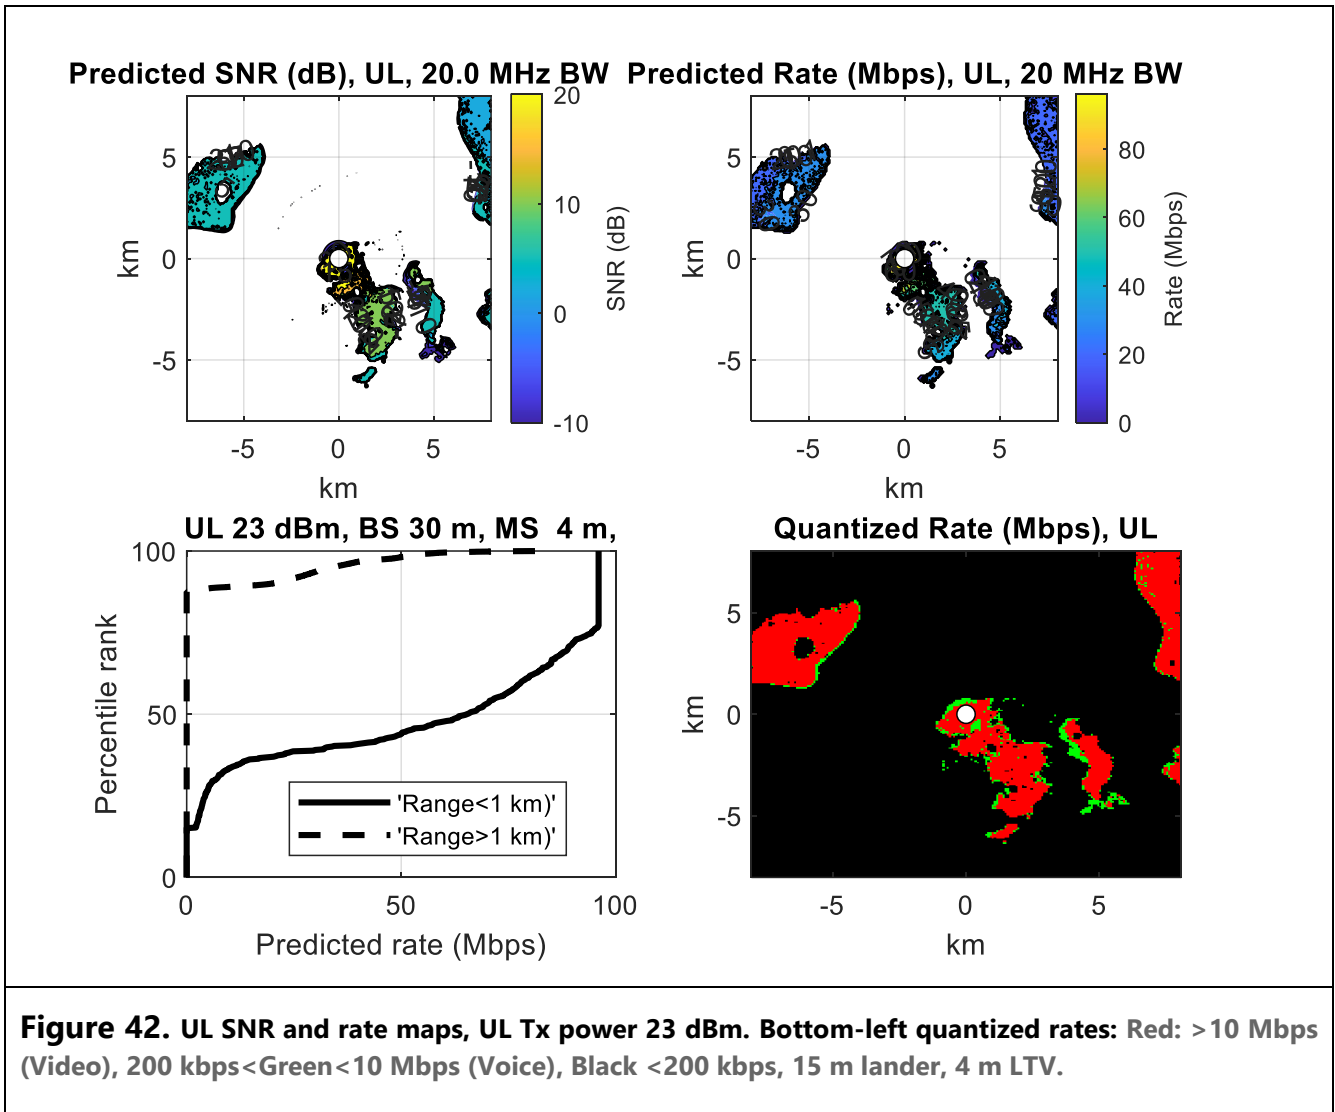 Predicted SNR (dB), UL, 20.0 MHz BW
Predicted Rate (Mbps), UL, 20 MHz BW
5
0
-5
km
-5
0
5
km
20
10
0
-10
SNR (dB)
5
0
-5
km
-5
0
5
km
80
60
40
20
0
Rate (Mbps)
UL 23 dBm, BS 30 m, MS  4 m,
100
50
0
Percentile rank
'Range<1 km)'
'Range>1 km)'
0
50
100
Predicted rate (Mbps)
Quantized Rate (Mbps), UL
5
0
-5
km
-5
0
5
km
Figure 42. UL SNR and rate maps, UL Tx power 23 dBm. Bottom-left quantized rates: Red: >10 Mbps
(Video), 200 kbps<Green<10 Mbps (Voice), Black <200 kbps, 15 m lander, 4 m LTV.